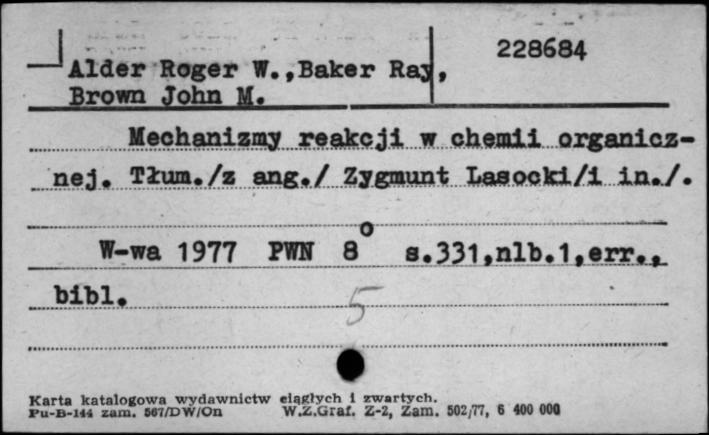 228684
Alder Roger W.,Baker Ray,
Brown John M.
Mechanizmy reakcji w chemii organicz-
nej. Tłum./z ang./ Zygmunt Lasocki/i in./.
W-wa 1977 PWN 8° s.331,nlb.1,err.,
bibl.
5
Karta katalogowa wydawnictw ciągłych i zwartych.
Pu-B-144 zam. 567/DW/On W.Z.Graf. Z-2, Zam. 502/77, 6 400 000